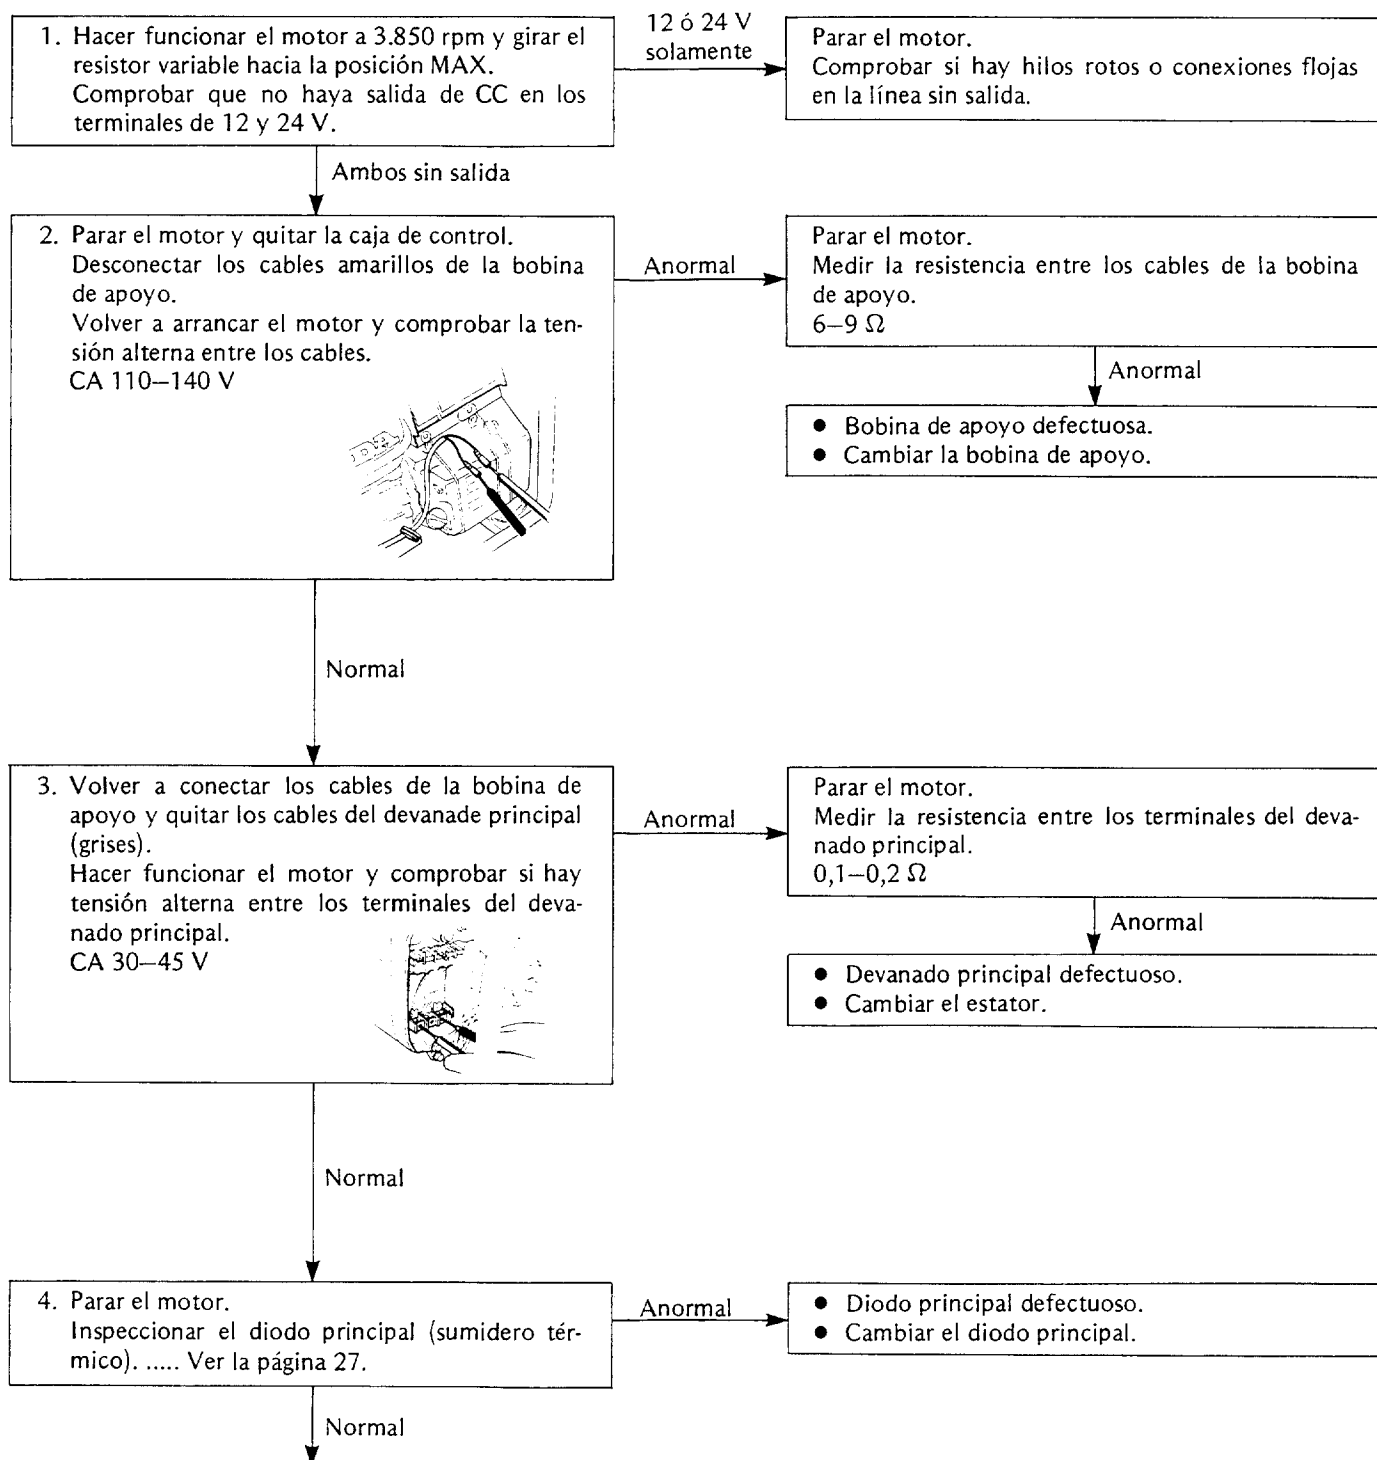 1. Hacer funcionar el motor a 3.850 rpm y girar el
resistor variable hacia la posición MAX.
Comprobar que no haya salida de CC en los
terminales de 12 y 24 V.
12 ó 24 V
solamente
Parar el motor.
Comprobar si hay hilos rotos o conexiones flojas
en la línea sin salida.
Ambos sin salida
2. Parar el motor y quitar la caja de control.
Desconectar los cables amarillos de la bobina
de apoyo.
Volver a arrancar el motor y comprobar la ten-
sión alterna entre los cables.
CA 110–140 V
Anormal
Parar el motor.
Medir la resistencia entre los cables de la bobina
de apoyo.
6–9 Ω
Anormal
● Bobina de apoyo defectuosa.
● Cambiar la bobina de apoyo.
Normal
3. Volver a conectar los cables de la bobina de
apoyo y quitar los cables del devanade principal
(grises).
Hacer funcionar el motor y comprobar si hay
tensión alterna entre los terminales del deva-
nado principal.
CA 30–45 V
Anormal
Parar el motor.
Medir la resistencia entre los terminales del deva-
nado principal.
0,1–0,2 Ω
Anormal
● Devanado principal defectuoso.
● Cambiar el estator.
Normal
4. Parar el motor.
Inspeccionar el diodo principal (sumidero tér-
mico). ..... Ver la página 27.
Anormal
● Diodo principal defectuoso.
● Cambiar el diodo principal.
Normal